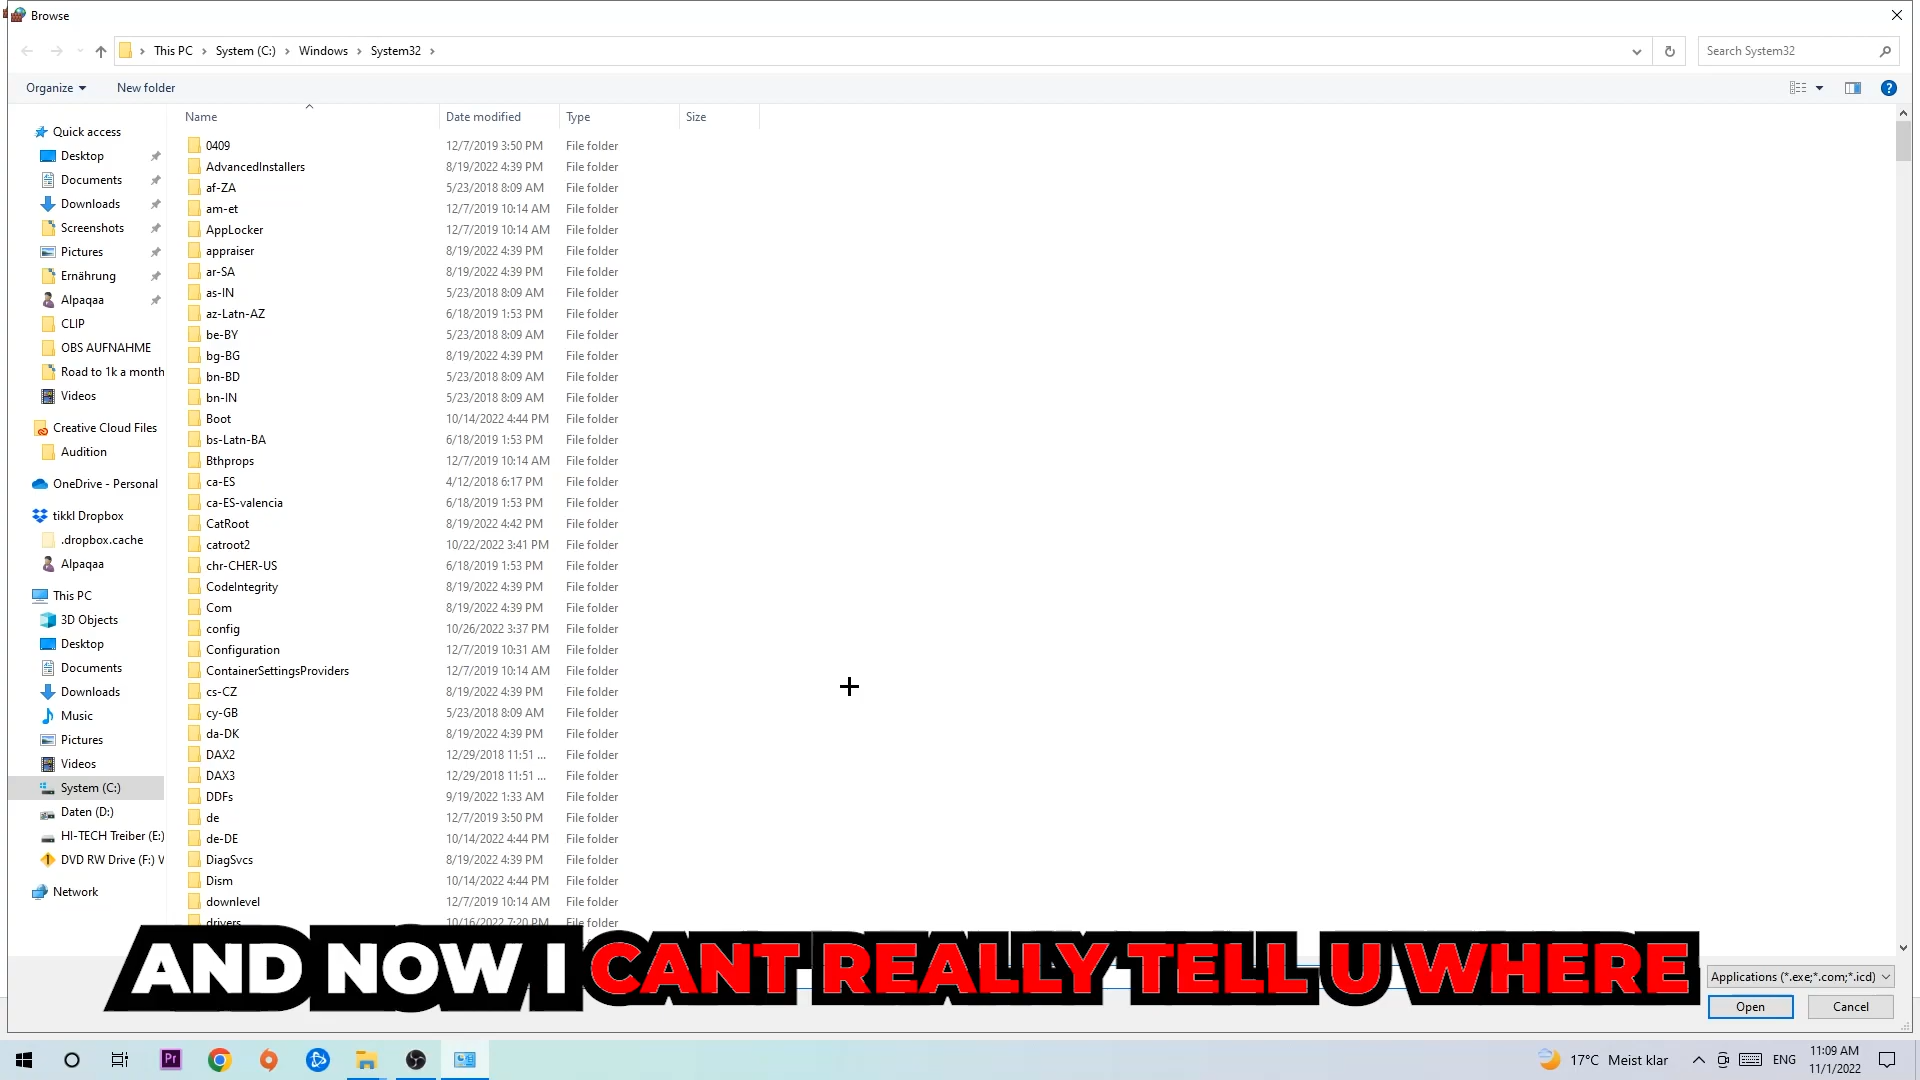 Browse
This PC > System (C:) > Windows > System32 >
Search System32
Organize
New folder
Name
Date modified
Type
Size
Quick access
Desktop
Documents
Downloads
Screenshots
Pictures
Ernährung
Alpaqaa
CLIP
OBS AUFNAHME
Road to 1k a month
Videos
Creative Cloud Files
Audition
OneDrive - Personal
tikkl Dropbox
.dropbox.cache
Alpaqaa
This PC
3D Objects
Desktop
Documents
Downloads
Music
Pictures
Videos
System (C:)
Daten (D:)
HI-TECH Treiber (E:)
DVD RW Drive (F:) V
Network
0409 12/7/2019 3:50 PM File folder
AdvancedInstallers 8/19/2022 4:39 PM File folder
af-ZA 5/23/2018 8:09 AM File folder
am-et 12/7/2019 10:14 AM File folder
AppLocker 12/7/2019 10:14 AM File folder
appraiser 8/19/2022 4:39 PM File folder
ar-SA 8/19/2022 4:39 PM File folder
as-IN 5/23/2018 8:09 AM File folder
az-Latn-AZ 6/18/2019 1:53 PM File folder
be-BY 5/23/2018 8:09 AM File folder
bg-BG 8/19/2022 4:39 PM File folder
bn-BD 5/23/2018 8:09 AM File folder
bn-IN 5/23/2018 8:09 AM File folder
Boot 10/14/2022 4:44 PM File folder
bs-Latn-BA 6/18/2019 1:53 PM File folder
Bthprops 12/7/2019 10:14 AM File folder
ca-ES 4/12/2018 6:17 PM File folder
ca-ES-valencia 6/18/2019 1:53 PM File folder
CatRoot 8/19/2022 4:42 PM File folder
catroot2 10/22/2022 3:41 PM File folder
chr-CHER-US 6/18/2019 1:53 PM File folder
CodeIntegrity 8/19/2022 4:39 PM File folder
Com 8/19/2022 4:39 PM File folder
config 10/26/2022 3:37 PM File folder
Configuration 12/7/2019 10:31 AM File folder
ContainerSettingsProviders 12/7/2019 10:14 AM File folder
cs-CZ 8/19/2022 4:39 PM File folder
cy-GB 5/23/2018 8:09 AM File folder
da-DK 8/19/2022 4:39 PM File folder
DAX2 12/29/2018 11:51 ... File folder
DAX3 12/29/2018 11:51 ... File folder
DDFs 9/19/2022 1:33 AM File folder
de 12/7/2019 3:50 PM File folder
de-DE 10/14/2022 4:44 PM File folder
DiagSvcs 8/19/2022 4:39 PM File folder
Dism 10/14/2022 4:44 PM File folder
downlevel 12/7/2019 10:14 AM File folder
drivers 10/16/2022 7:20 PM File folder
AND NOW I CANT REALLY TELL U WHERE
Applications (*.exe;*.com;*.icd)
Open
Cancel
Pr
17°C Meist klar
ENG
11:09 AM
11/1/2022